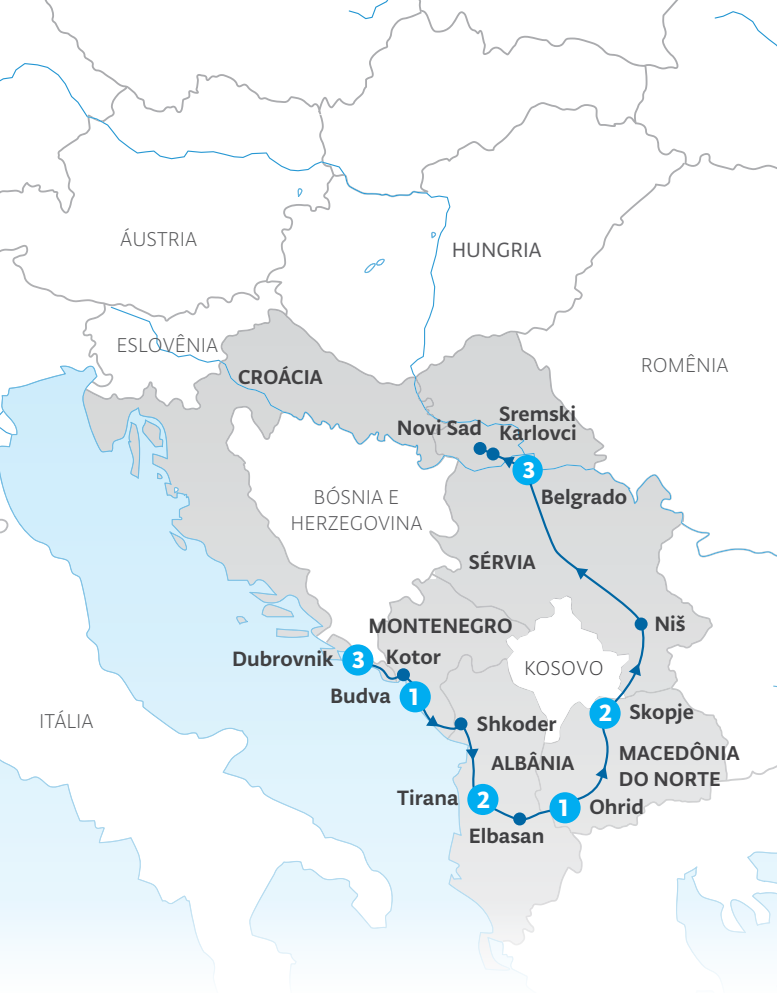 ÁUSTRIA
HUNGRIA
ESLOVÊNIA
ROMÊNIA
CROÁCIA
Sremski
Novi Sad
Karlovci
3
Belgrado
BÓSNIA E
HERZEGOVINA
SÉRVIA
MONTENEGRO
Niš
Dubrovnik
3
Kotor
KOSOVO
Budva
1
ITÁLIA
Shkoder
2
Skopje
ALBÂNIA
MACEDÔNIA
DO NORTE
Tirana
2
1
Ohrid
Elbasan